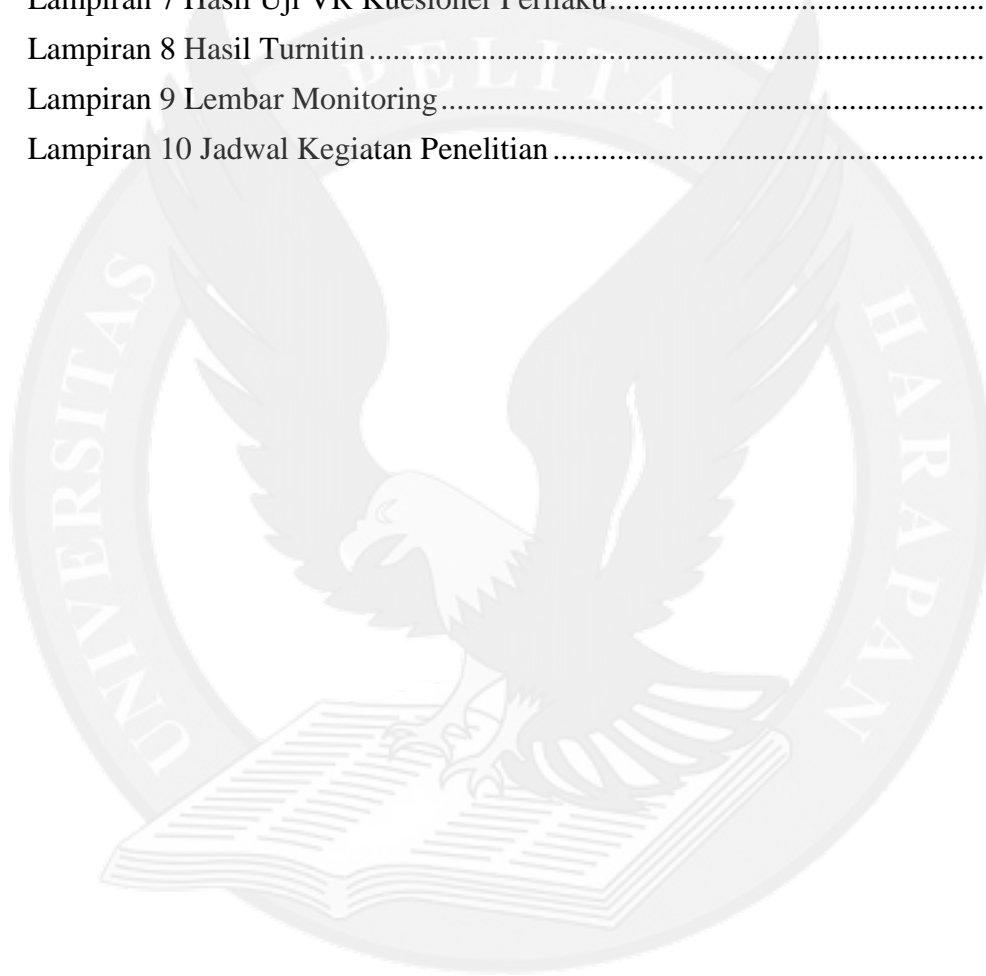 Lampiran 7 Hasil Uji VR Kuesioner Perilaku................................................
Lampiran 8 Hasil Turnitin..............................................................................
Lampiran 9 Lembar Monitoring.....................................................................
Lampiran 10 Jadwal Kegiatan Penelitian.......................................................
UNIVERSITAS PELITA HARAPAN